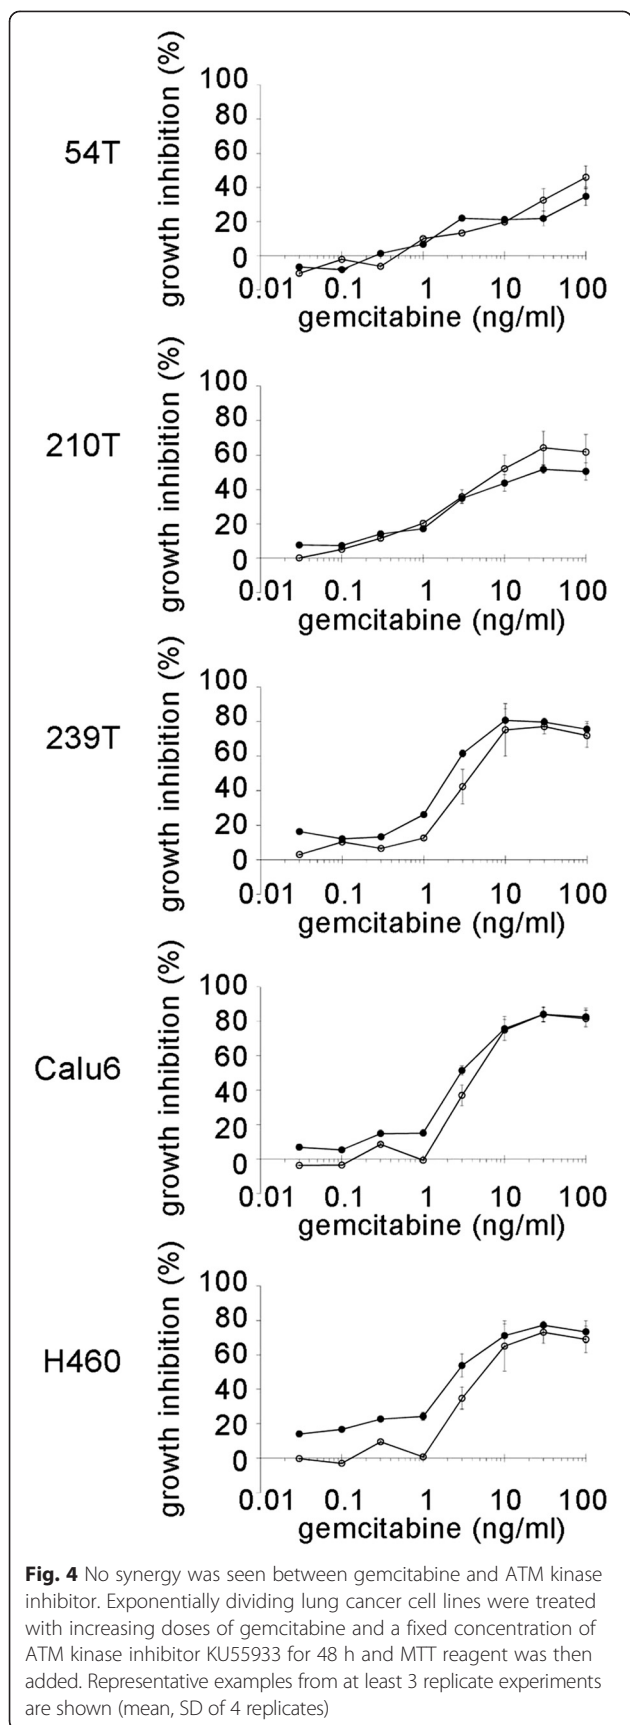 100
80
60
40
20
0
growth inhibition (%)
54T
0.01 0.1 1 10 100
gemcitabine (ng/ml)
100
80
60
40
20
0
growth inhibition (%)
210T
0.01 0.1 1 10 100
gemcitabine (ng/ml)
100
80
60
40
20
0
growth inhibition (%)
239T
0.01 0.1 1 10 100
gemcitabine (ng/ml)
100
80
60
40
20
0
growth inhibition (%)
Calu6
0.01 0.1 1 10 100
gemcitabine (ng/ml)
100
80
60
40
20
0
growth inhibition (%)
H460
0.01 0.1 1 10 100
gemcitabine (ng/ml)
Fig. 4 No synergy was seen between gemcitabine and ATM kinase
inhibitor. Exponentially dividing lung cancer cell lines were treated
with increasing doses of gemcitabine and a fixed concentration of
ATM kinase inhibitor KU55933 for 48 h and MTT reagent was then
added. Representative examples from at least 3 replicate experiments
are shown (mean, SD of 4 replicates)